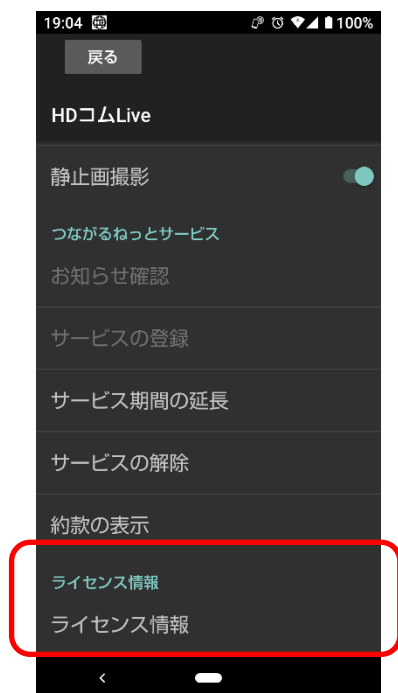 19:04
100%
戻る
HDコムLive
静止画撮影
つながるねっとサービス
お知らせ確認
サービスの登録
サービス期間の延長
サービスの解除
約款の表示
ライセンス情報
ライセンス情報